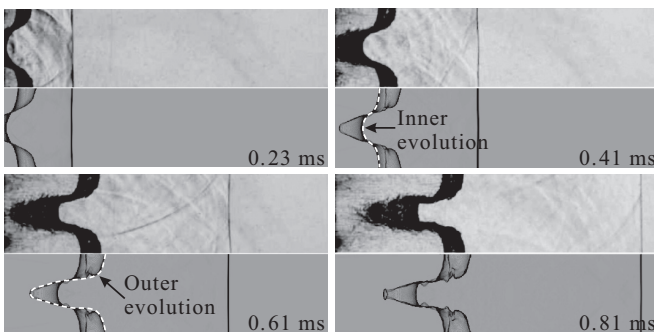 0.23 ms
Inner
evolution
0.41 ms
Outer
evolution
0.61 ms
0.81 ms